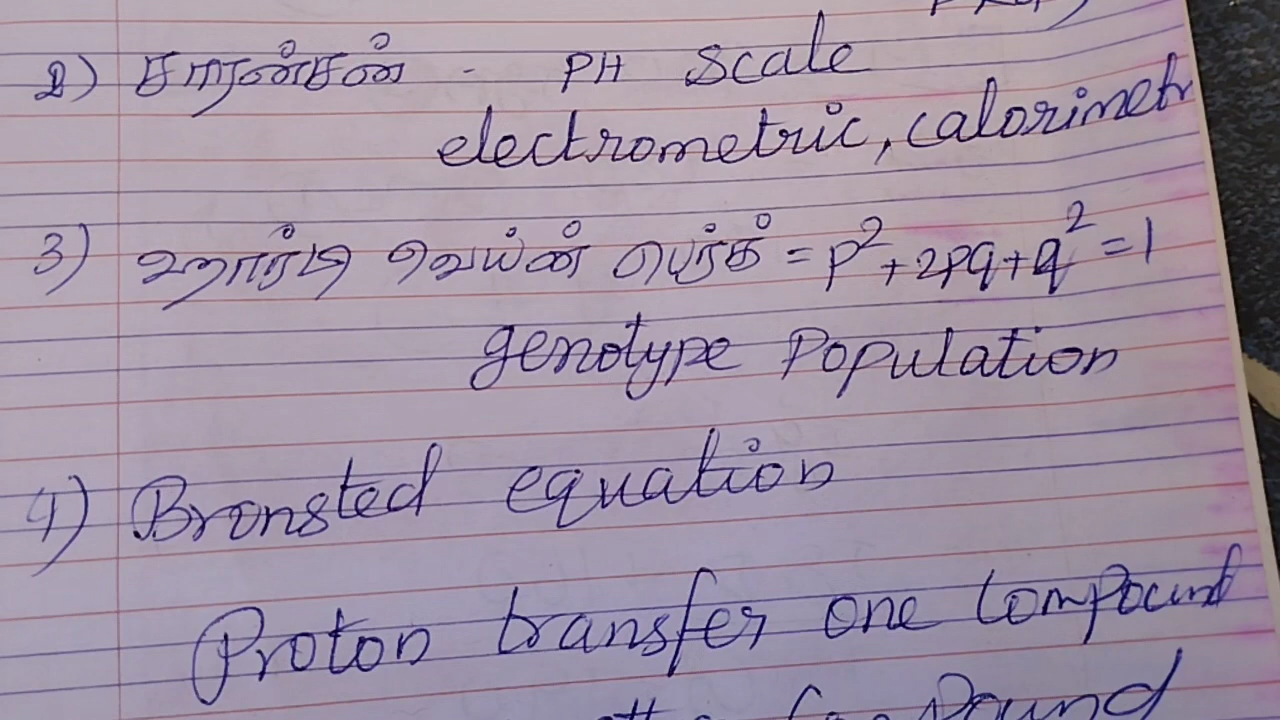 2) சாரன்சன் - PH Scale
electrometric, calorimetr
3) ஹார்டி வெய்ன் பெர்க் = p² + 2pq + q² = 1
genotype Population
4) Bronsted equation
Proton transfer one compound